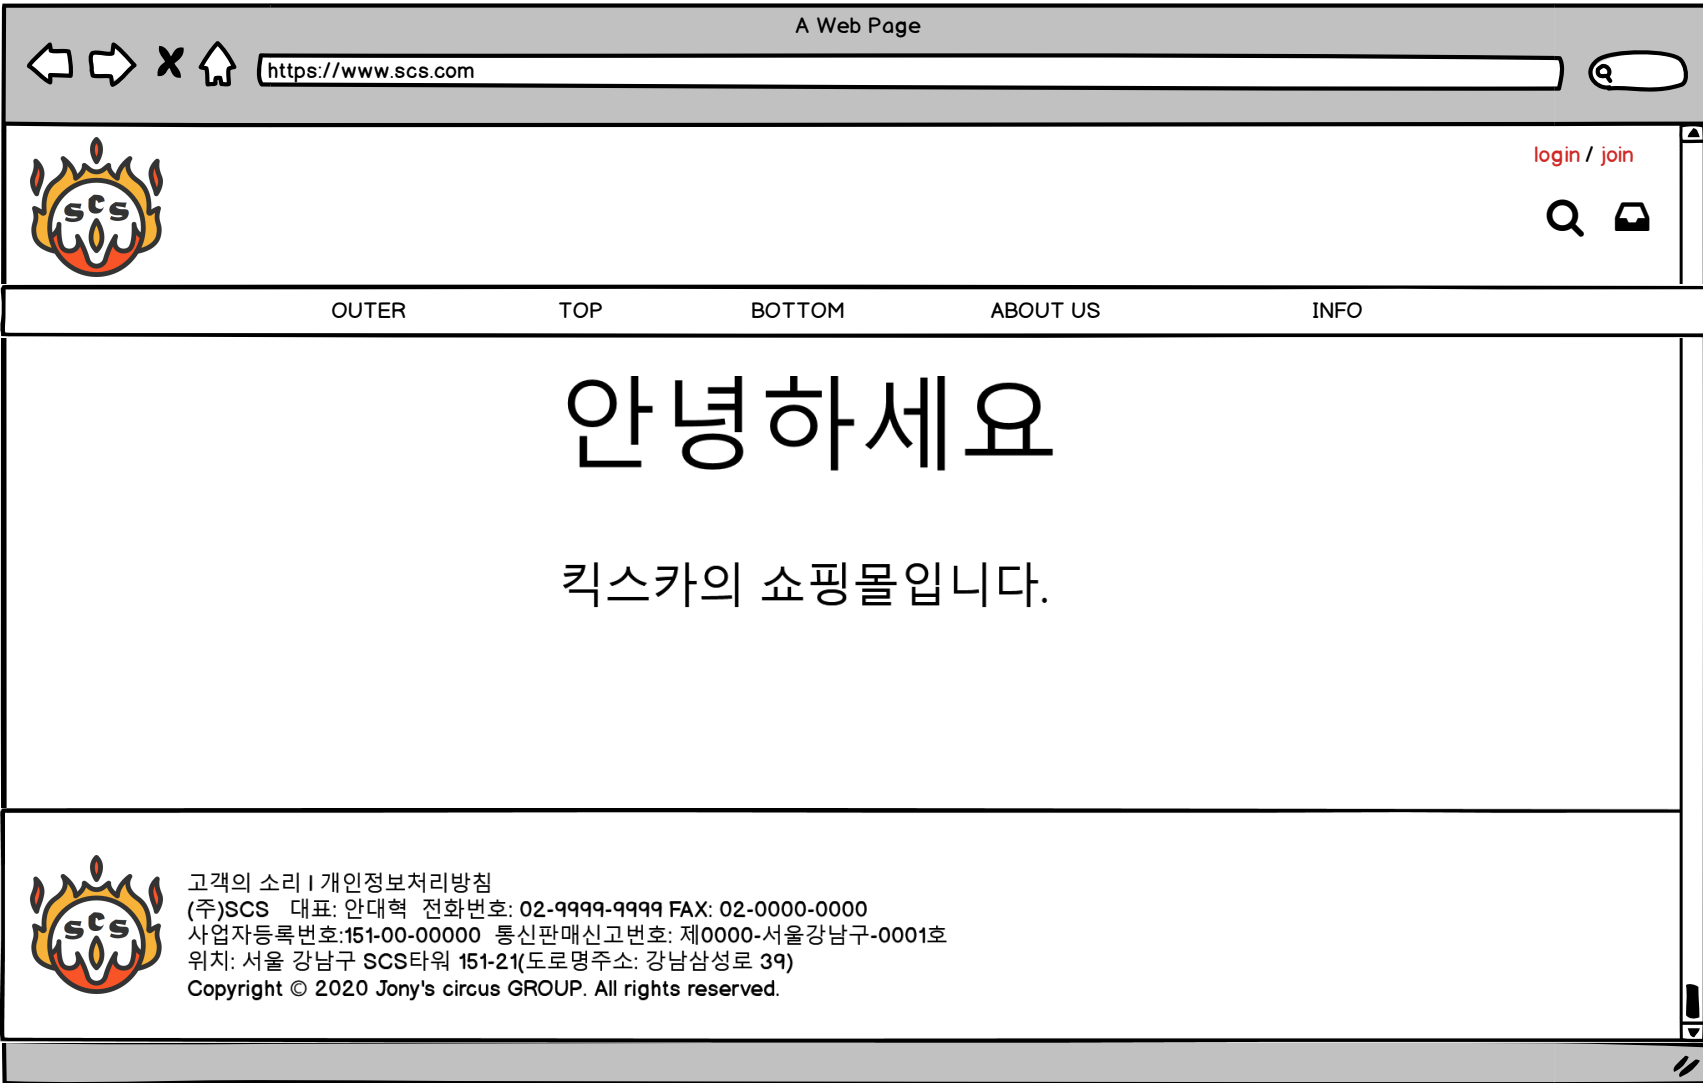 A Web Page
https://www.scs.com
scs
login / join
OUTER TOP BOTTOM ABOUT US INFO
안녕하세요
킥스카의 쇼핑몰입니다.
scs
고객의 소리 I 개인정보처리방침
(주)SCS 대표: 안대혁 전화번호: 02-9999-9999 FAX: 02-0000-0000
사업자등록번호:151-00-00000 통신판매신고번호: 제0000-서울강남구-0001호
위치: 서울 강남구 SCS타워 151-21(도로명주소: 강남삼성로 39)
Copyright © 2020 Jony's circus GROUP. All rights reserved.